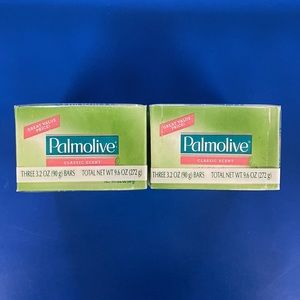 GREAT VALUE
PRICE!
Palmolive
CLASSIC SCENT
THREE 3.2 OZ (90 g) BARS TOTAL NET WT 9.6 OZ (272 g)
GREAT VALUE
PRICE!
Palmolive
CLASSIC SCENT
THREE 3.2 OZ (90 g) BARS TOTAL NET WT 9.6 OZ (272 g)